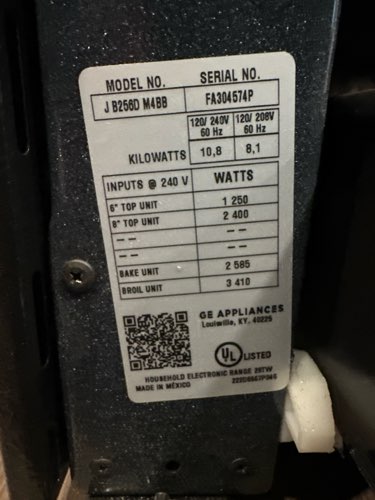 MODEL NO. SERIAL NO.
J B256D M4BB FA304574P
120/ 240V 120/ 208V
60 Hz 60 Hz
KILOWATTS 10,8 8,1
INPUTS @ 240 V WATTS
6" TOP UNIT 1 250
8" TOP UNIT 2 400
-- --
-- --
BAKE UNIT 2 585
BROIL UNIT 3 410
GE APPLIANCES
Louisville, KY. 40225
UL LISTED
HOUSEHOLD ELECTRONIC RANGE 29TW
MADE IN MÉXICO